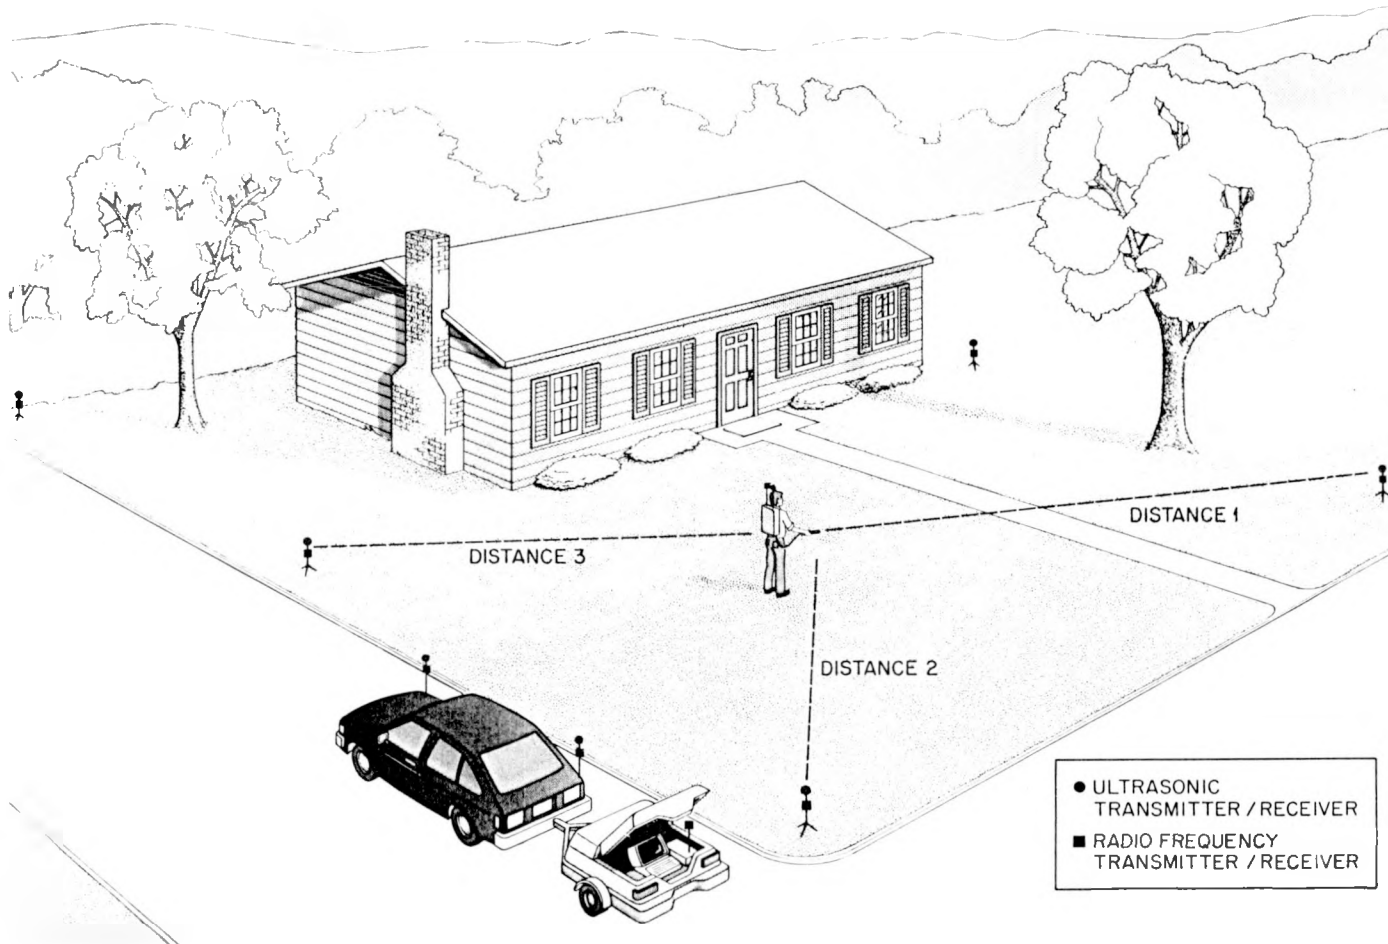 DISTANCE 1
DISTANCE 3
DISTANCE 2
ULTRASONIC
TRANSMITTER / RECEIVER
RADIO FREQUENCY
TRANSMITTER / RECEIVER